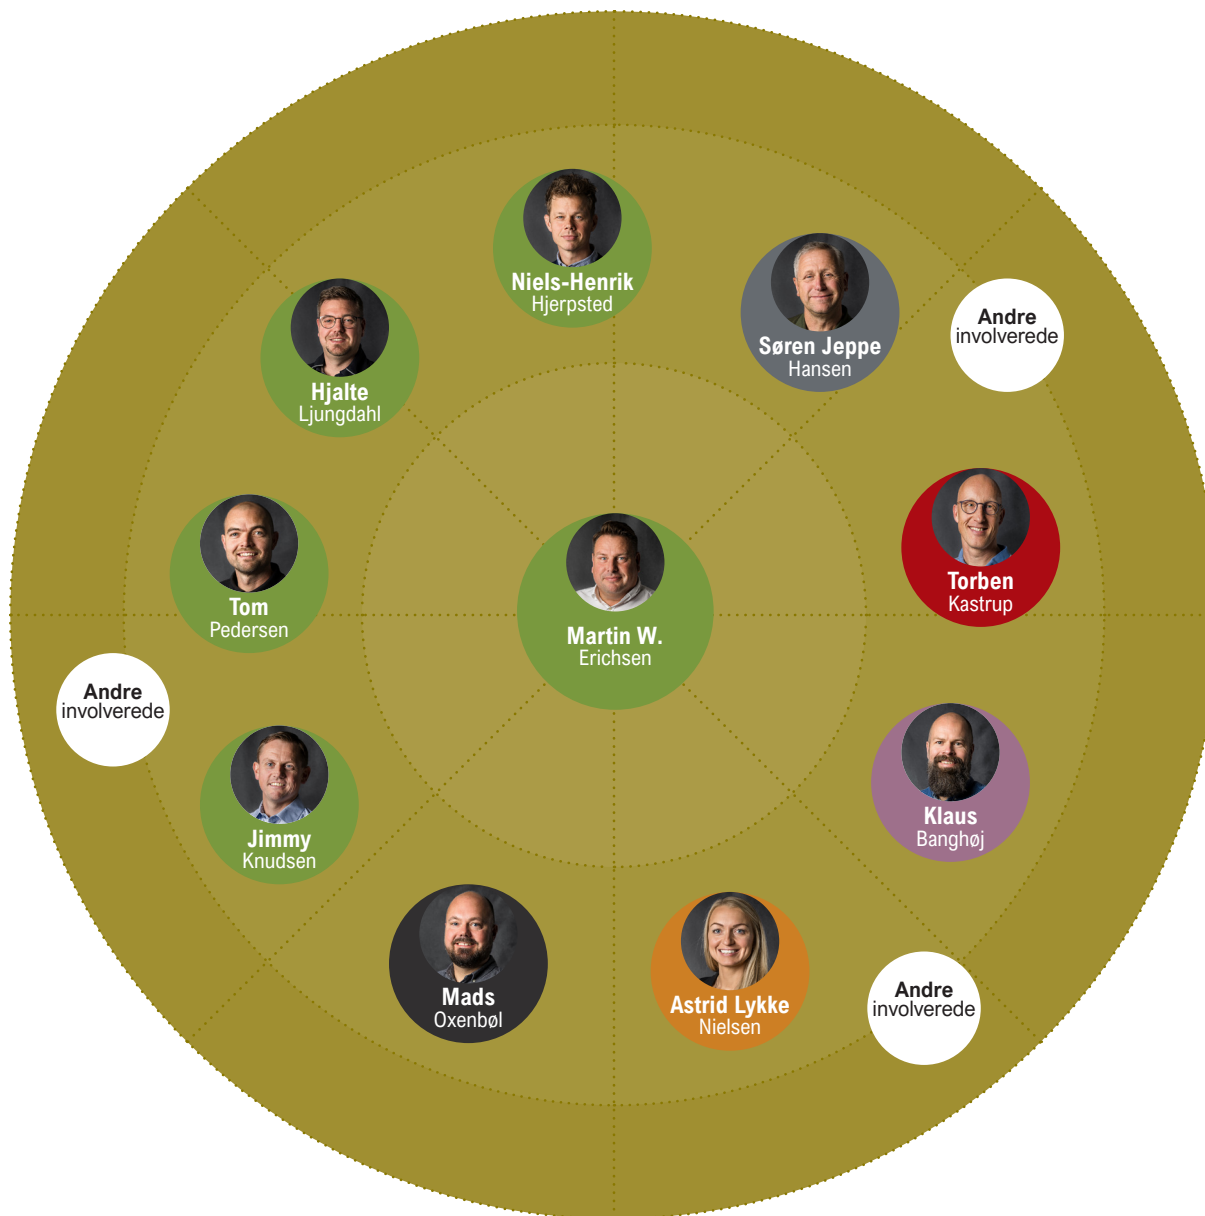 Niels-Henrik
Hjerpsted
Søren Jeppe
Hansen
Andre
involverede
Hjalte
Ljungdahl
Torben
Kastrup
Tom
Pedersen
Martin W.
Erichsen
Andre
involverede
Klaus
Banghøj
Jimmy
Knudsen
Mads
Oxenbøl
Astrid Lykke
Nielsen
Andre
involverede